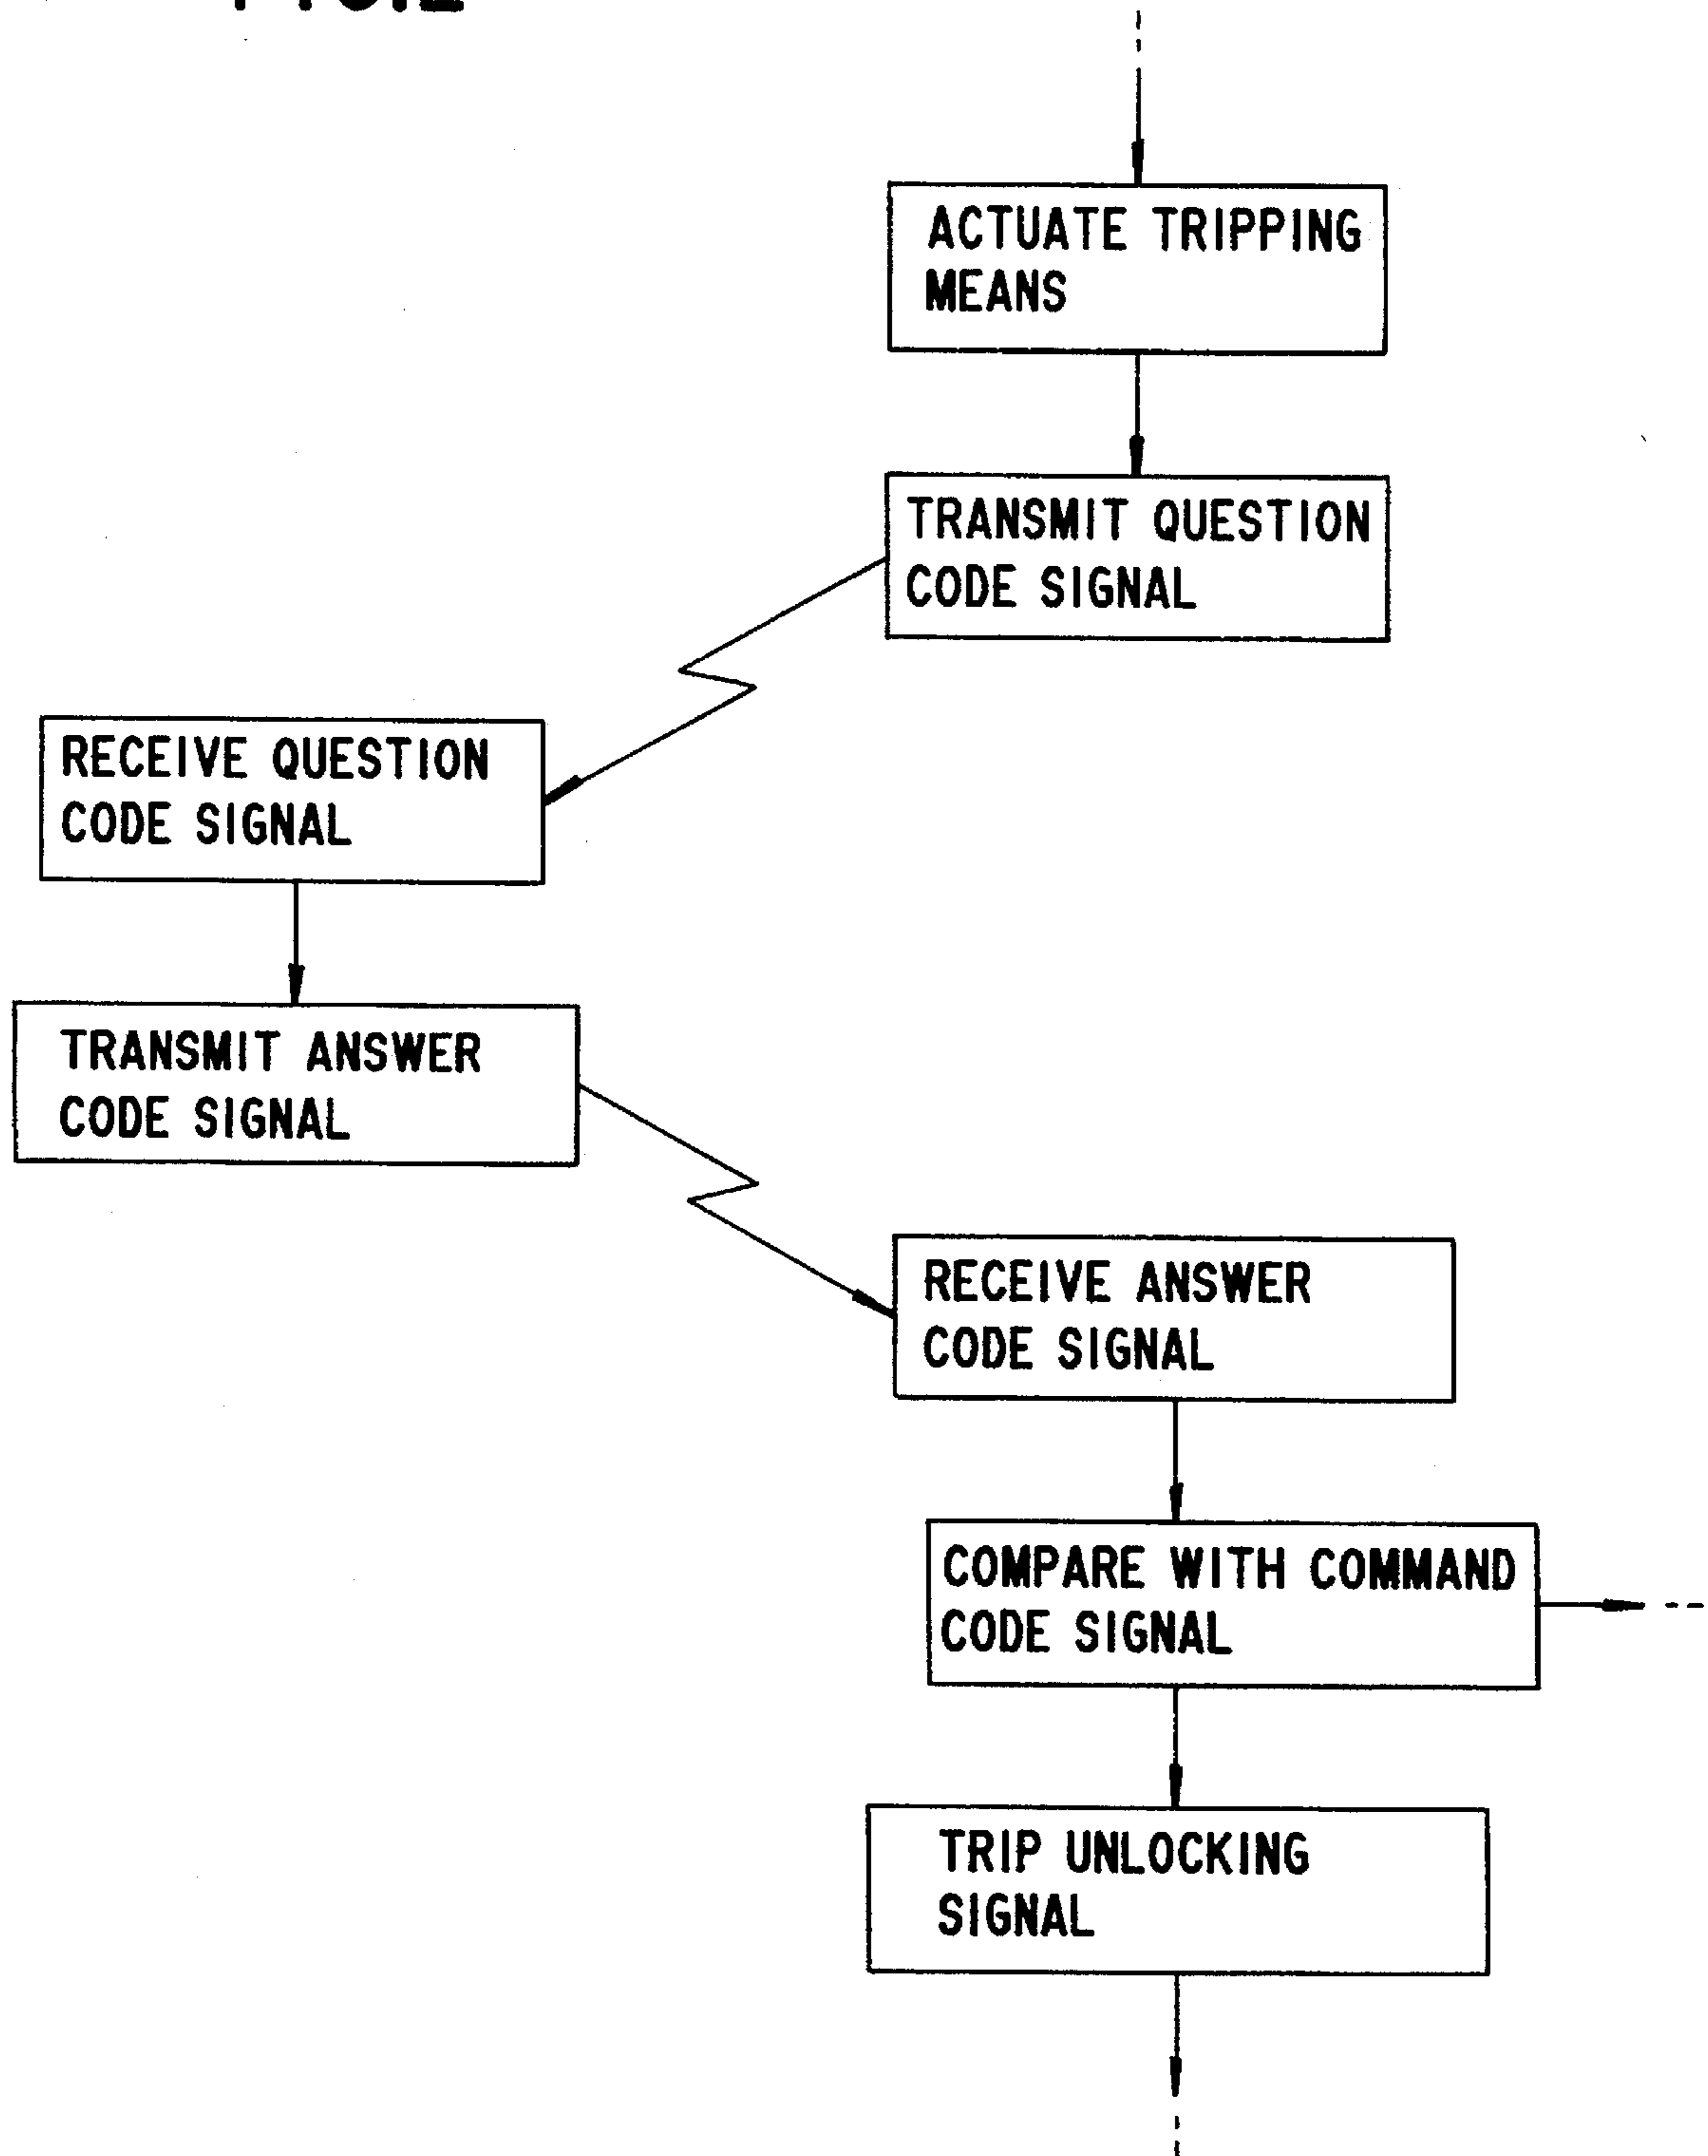 ACTUATE TRIPPING
MEANS
TRANSMIT QUESTION
CODE SIGNAL
RECEIVE QUESTION
CODE SIGNAL
TRANSMIT ANSWER
CODE SIGNAL
RECEIVE ANSWER
CODE SIGNAL
COMPARE WITH COMMAND
CODE SIGNAL
TRIP UNLOCKING
SIGNAL